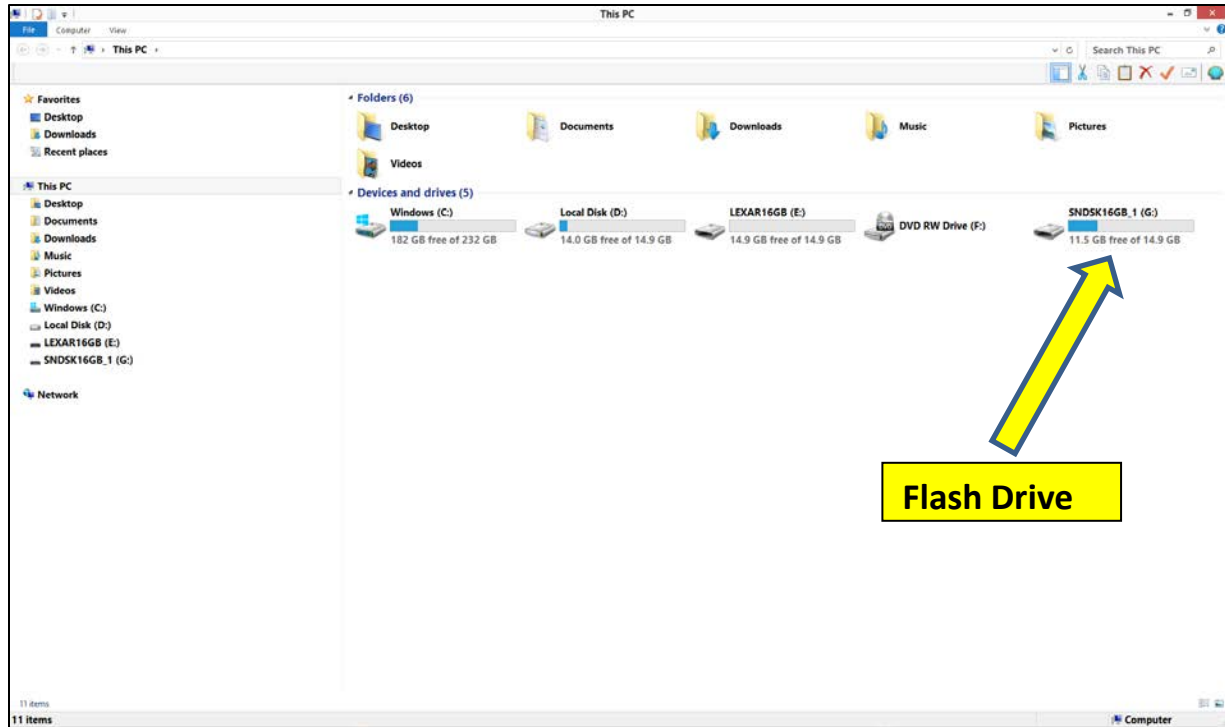 This PC
File Computer View
This PC
Search This PC
Favorites
Desktop
Downloads
Recent places
This PC
Desktop
Documents
Downloads
Music
Pictures
Videos
Windows (C:)
Local Disk (D:)
LEXAR16GB (E:)
SNDSK16GB_1 (G:)
Network
Folders (6)
Desktop Documents Downloads Music Pictures
Videos
Devices and drives (5)
Windows (C:) Local Disk (D:) LEXAR16GB (E:) DVD RW Drive (F:) SNDSK16GB_1 (G:)
182 GB free of 232 GB 14.0 GB free of 14.9 GB 14.9 GB free of 14.9 GB 11.5 GB free of 14.9 GB
Flash Drive
11 items
11 items Computer